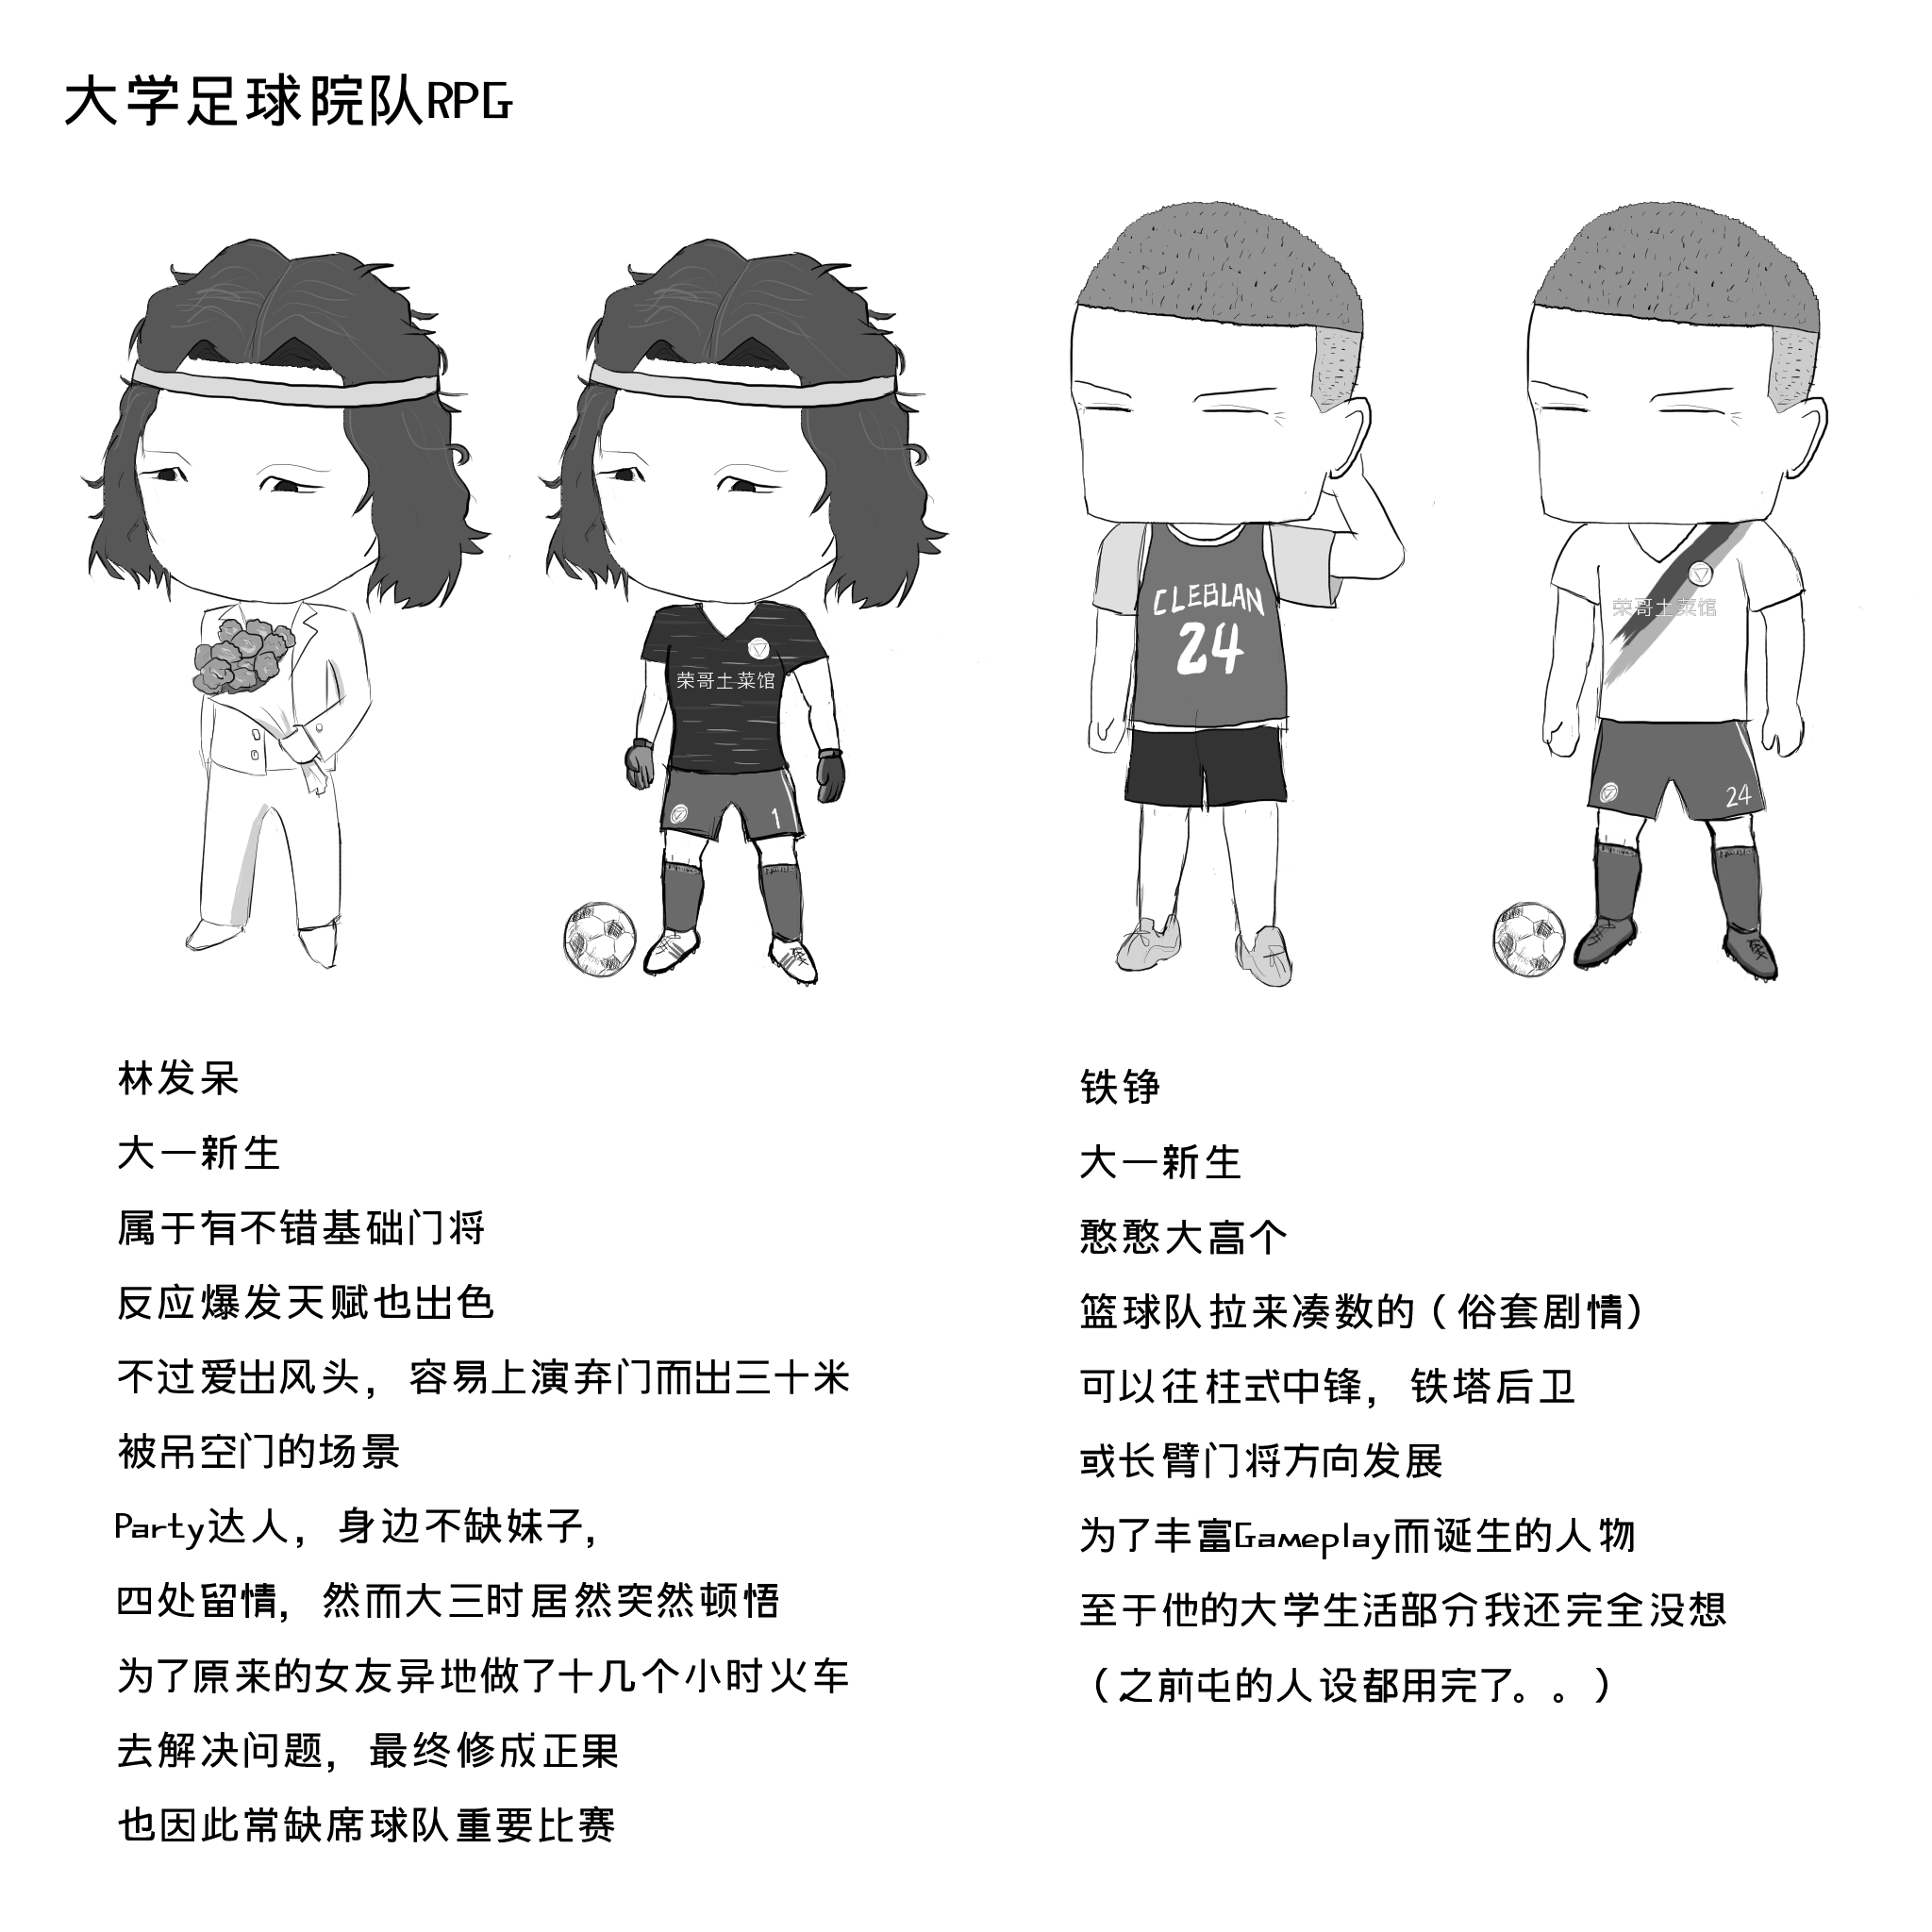 大学足球院队RPG
荣哥土菜馆
1
CLEBLAN
24
荣哥土菜馆
24
林发呆
大一新生
属于有不错基础门将
反应爆发天赋也出色
不过爱出风头，容易上演弃门而出三十米
被吊空门的场景
Party达人，身边不缺妹子，
四处留情，然而大三时居然突然顿悟
为了原来的女友异地做了十几个小时火车
去解决问题，最终修成正果
也因此常缺席球队重要比赛
铁铮
大一新生
憨憨大高个
篮球队拉来凑数的（俗套剧情）
可以往柱式中锋，铁塔后卫
或长臂门将方向发展
为了丰富Gameplay而诞生的人物
至于他的大学生活部分我还完全没想
（之前屯的人设都用完了。。）